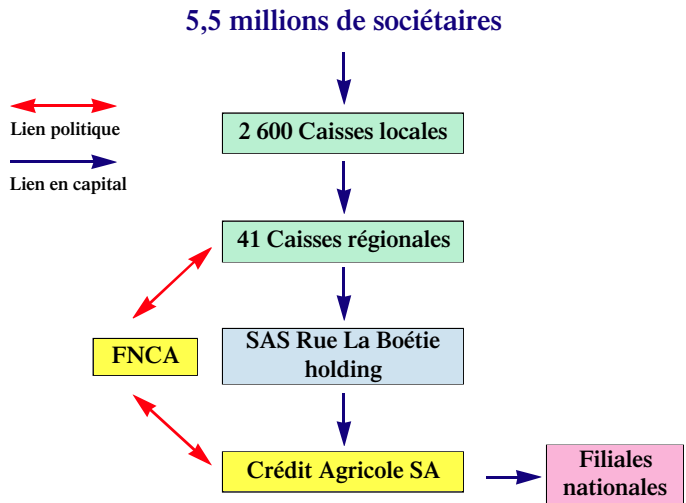 5,5 millions de sociétaires
Lien politique
Lien en capital
2 600 Caisses locales
41 Caisses régionales
FNCA
SAS Rue La Boétie
holding
Crédit Agricole SA
Filiales
nationales